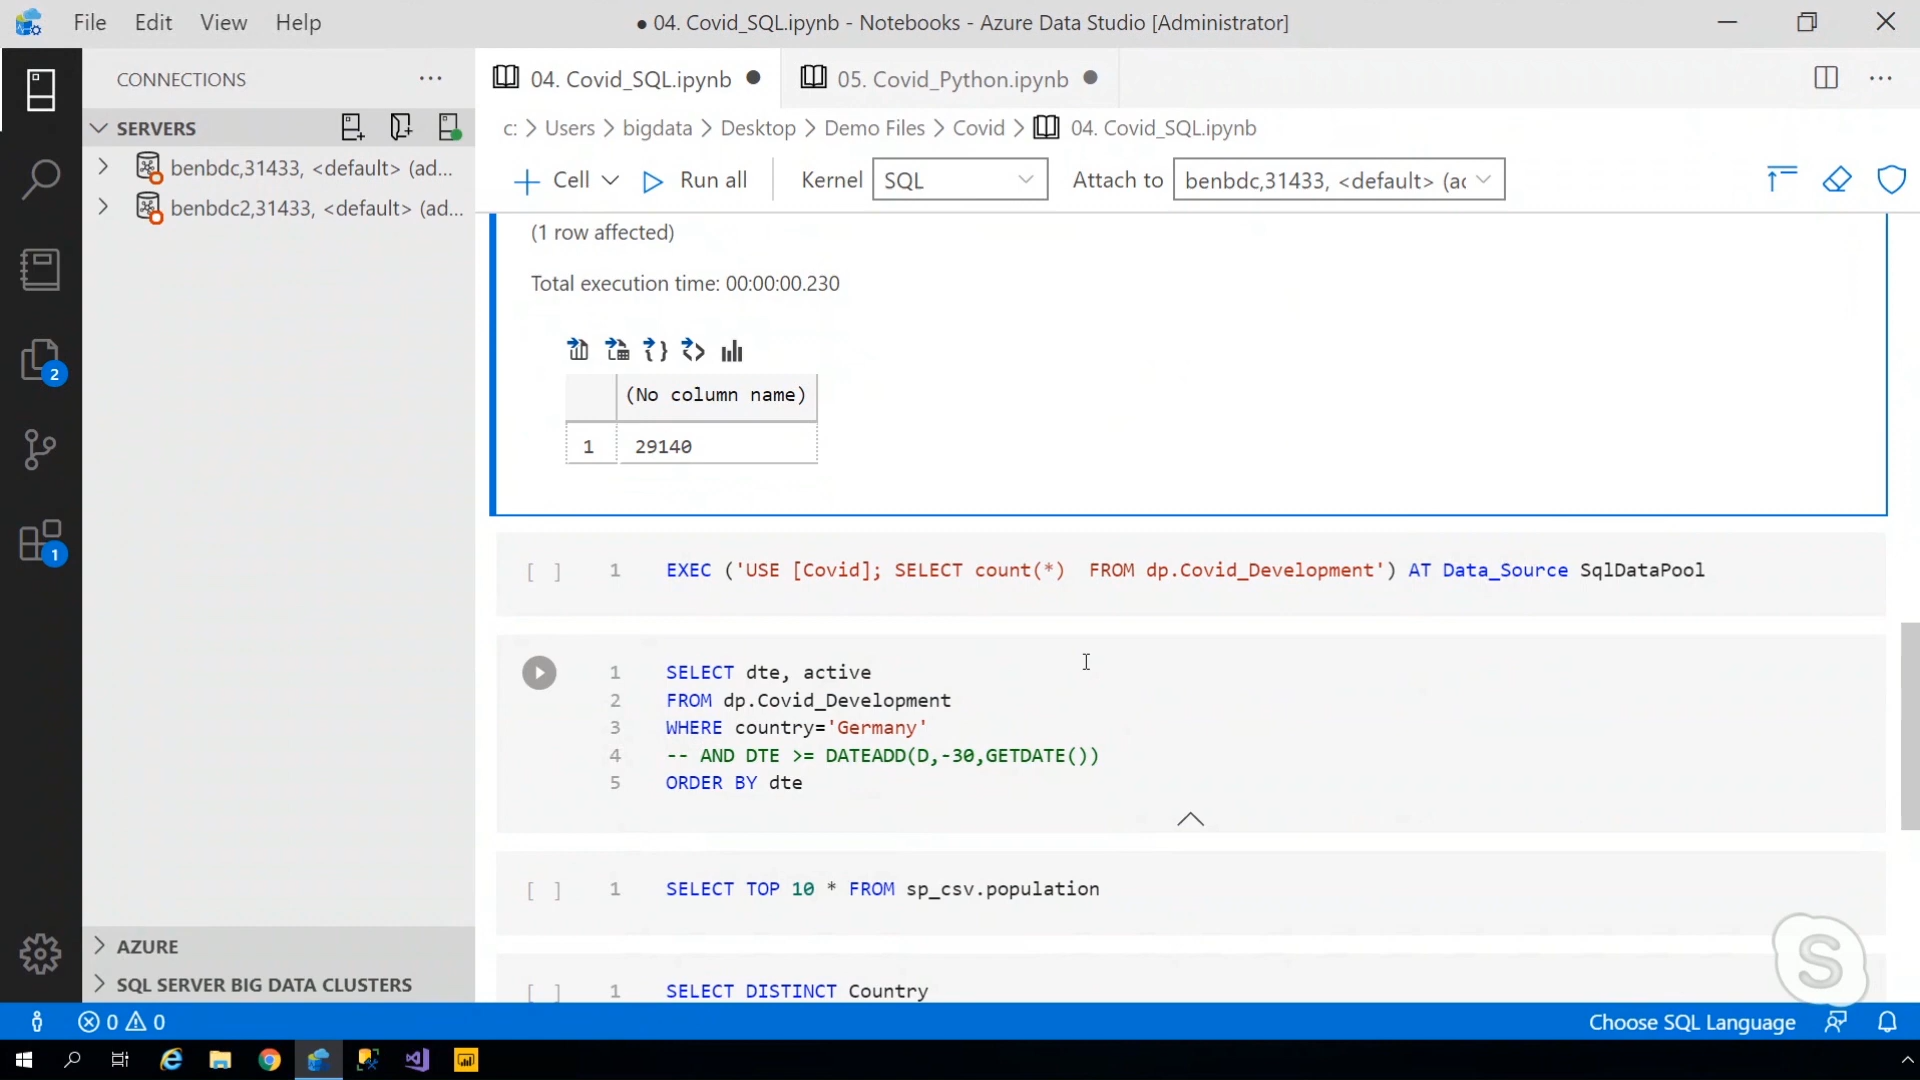 File Edit View Help
● 04. Covid_SQL.ipynb - Notebooks - Azure Data Studio [Administrator]
CONNECTIONS
04. Covid_SQL.ipynb
05. Covid_Python.ipynb
SERVERS
c: > Users > bigdata > Desktop > Demo Files > Covid > 04. Covid_SQL.ipynb
benbdc,31433, <default> (ad...
benbdc2,31433, <default> (ad...
Cell Run all Kernel SQL Attach to benbdc,31433, <default> (ac
(1 row affected)
Total execution time: 00:00:00.230
(No column name)
1 29140
[ ] 1 EXEC ('USE [Covid]; SELECT count(*)  FROM dp.Covid_Development') AT Data_Source SqlDataPool
1 SELECT dte, active
2 FROM dp.Covid_Development
3 WHERE country='Germany'
4 -- AND DTE >= DATEADD(D,-30,GETDATE())
5 ORDER BY dte
[ ] 1 SELECT TOP 10 * FROM sp_csv.population
[ ] 1 SELECT DISTINCT Country
2
1
AZURE
SQL SERVER BIG DATA CLUSTERS
0 0
Choose SQL Language
S